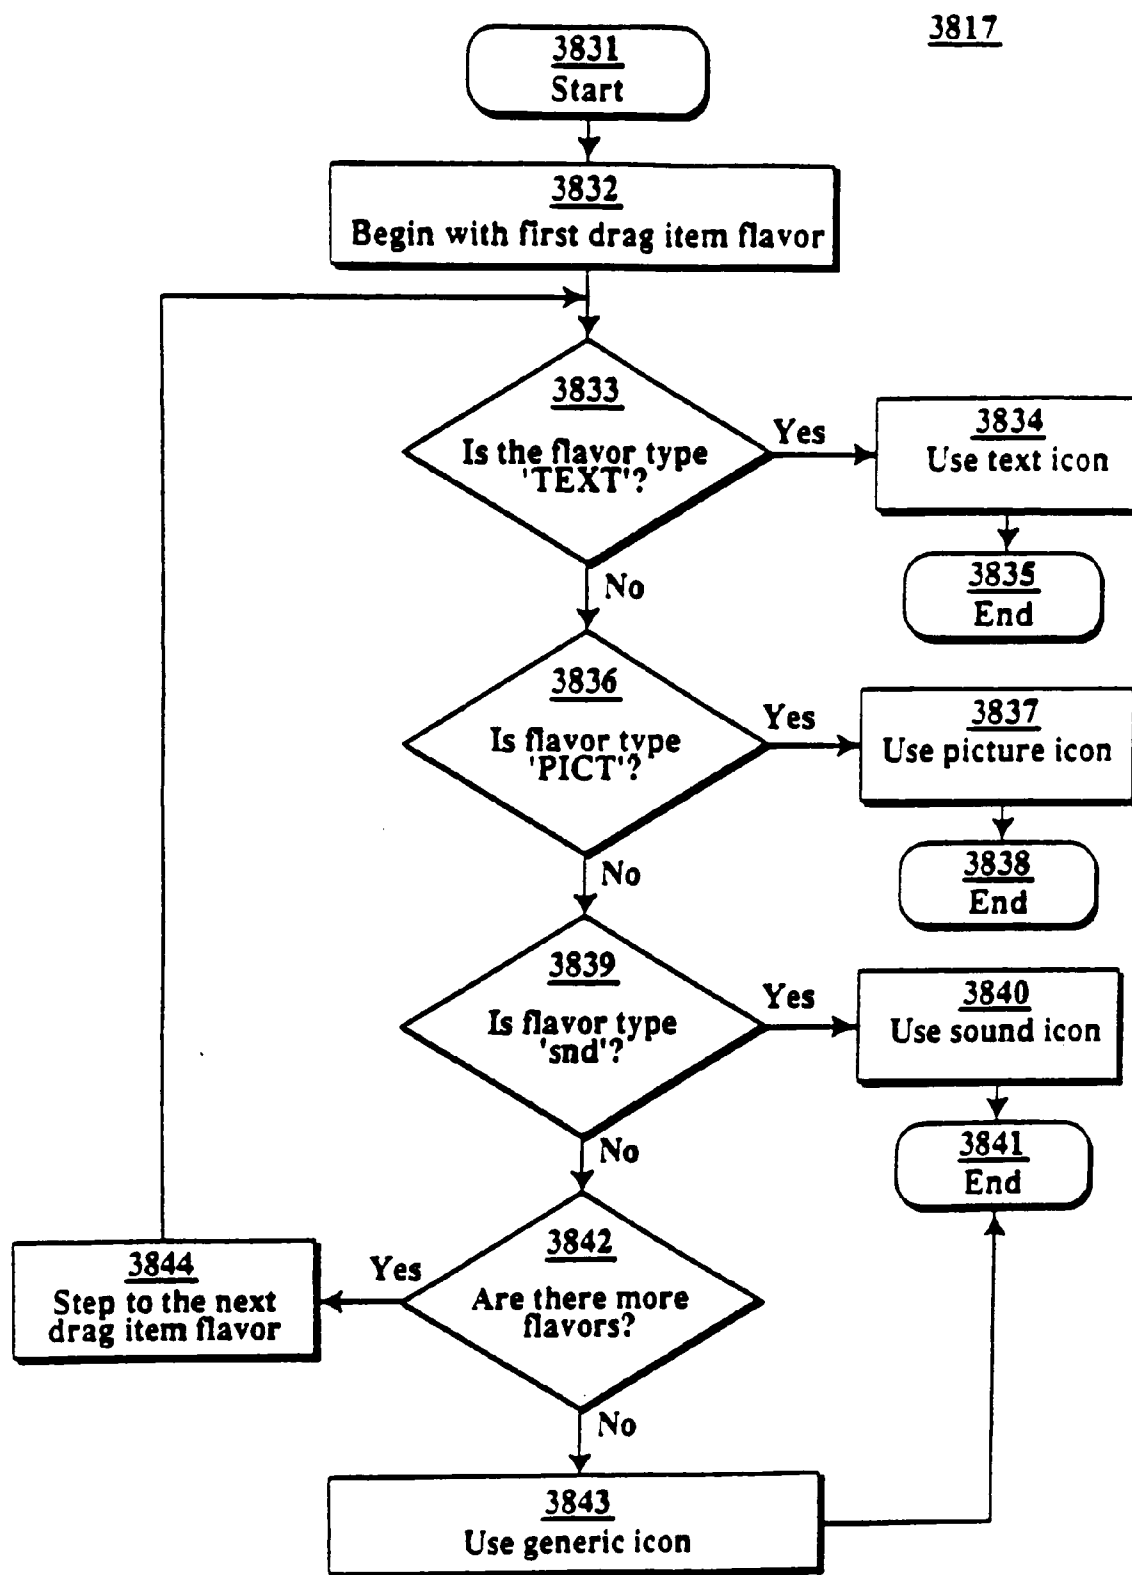 3817
3831
Start
3832
Begin with first drag item flavor
3833
Is the flavor type
'TEXT'?
Yes
3834
Use text icon
3835
End
No
3836
Is flavor type
'PICT'?
Yes
3837
Use picture icon
3838
End
No
3839
Is flavor type
'snd'?
Yes
3840
Use sound icon
3841
End
No
3842
Are there more
flavors?
Yes
3844
Step to the next
drag item flavor
No
3843
Use generic icon